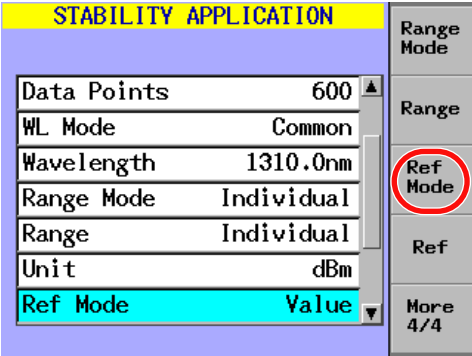 STABILITY APPLICATION
Data Points 600
WL Mode Common
Wavelength 1310.0nm
Range Mode Individual
Range Individual
Unit dBm
Ref Mode Value
Range
Mode
Range
Ref
Mode
Ref
More
4/4